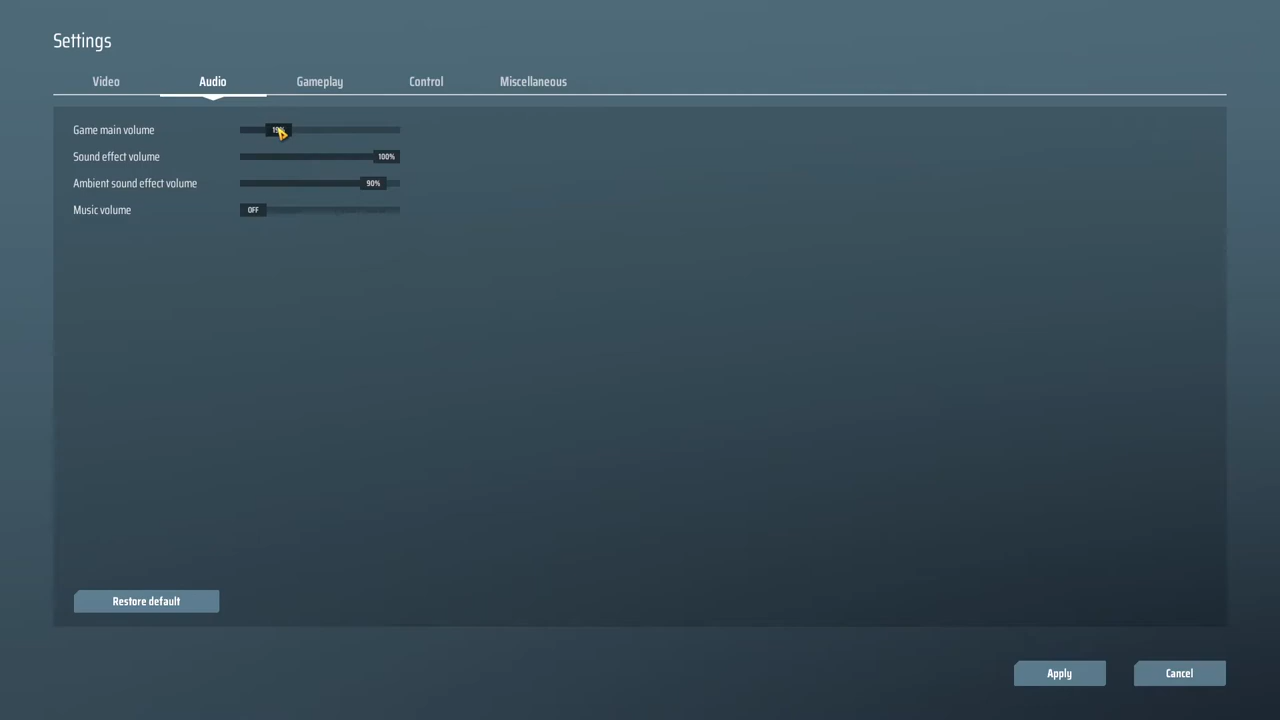 Settings
Video Audio Gameplay Control Miscellaneous
Game main volume
Sound effect volume 100%
Ambient sound effect volume 90%
Music volume OFF
Restore default
Apply Cancel